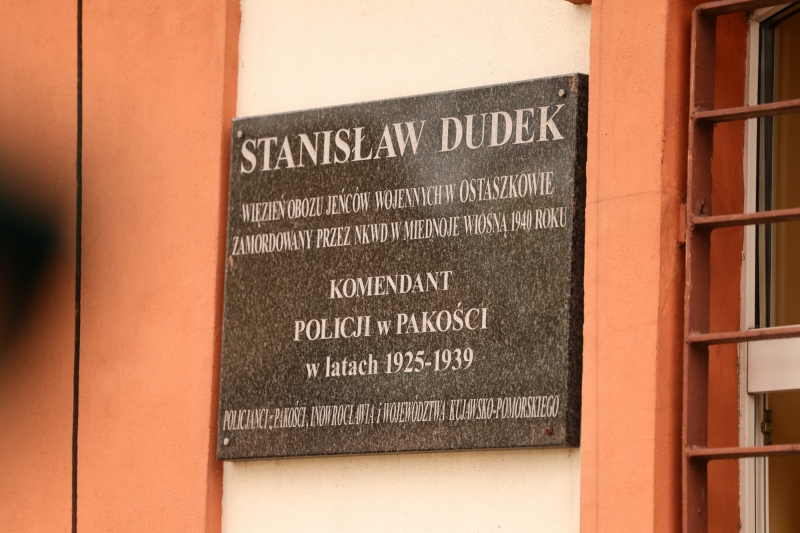 STANISŁAW DUDEK
WIĘZIEŃ OBOZU JEŃCÓW WOJENNYCH W OSTASZKOWIE
ZAMORDOWANY PRZEZ NKWD W MIEDNOJE WIOSNĄ 1940 ROKU
KOMENDANT
POLICJI w PAKOŚCI
w latach 1925-1939
POLICJANCI z PAKOŚCI, INOWROCŁAWIA i WOJEWÓDZTWA KUJAWSKO-POMORSKIEGO